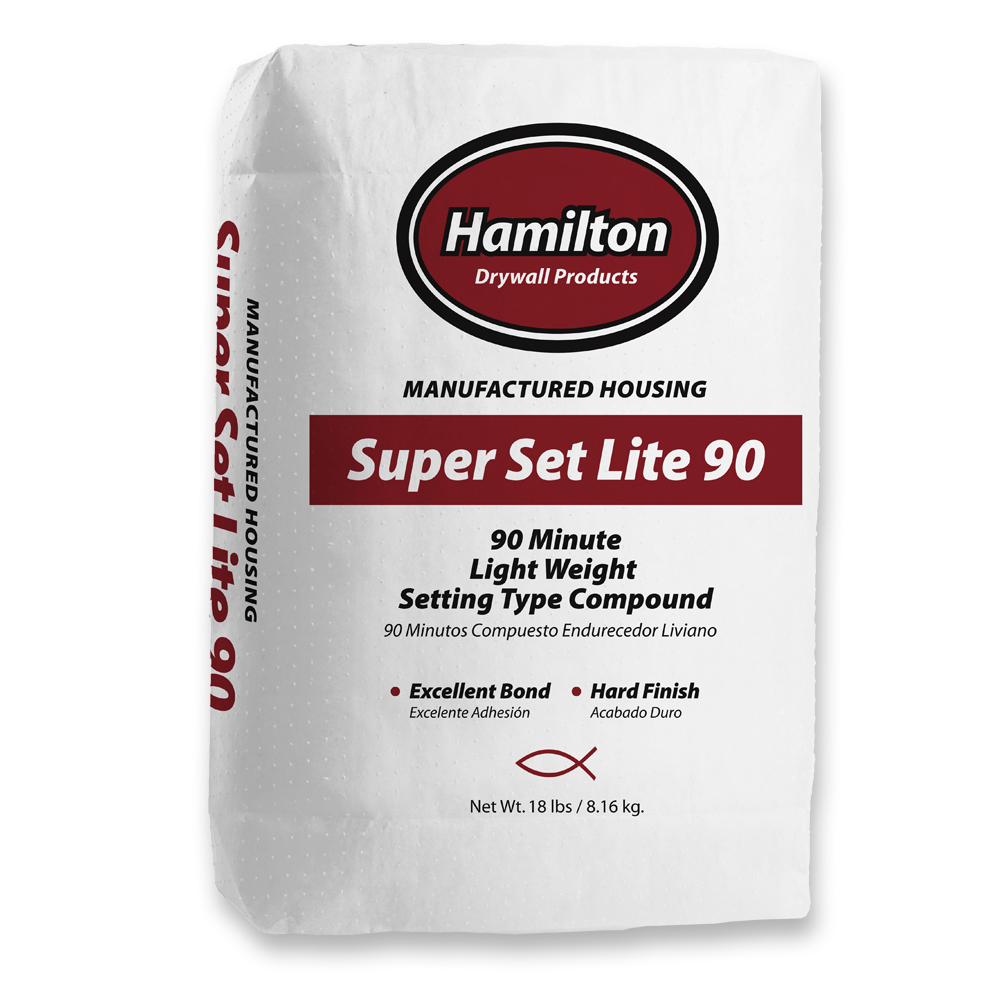 Hamilton
Drywall Products
MANUFACTURED HOUSING
Super Set Lite 90
90 Minute
Light Weight
Setting Type Compound
90 Minutos Compuesto Endurecedor Liviano
• Excellent Bond • Hard Finish
Excelente Adhesión Acabado Duro
Net Wt. 18 lbs / 8.16 kg.
MANUFACTURED HOUSING
Super Set Lite 90